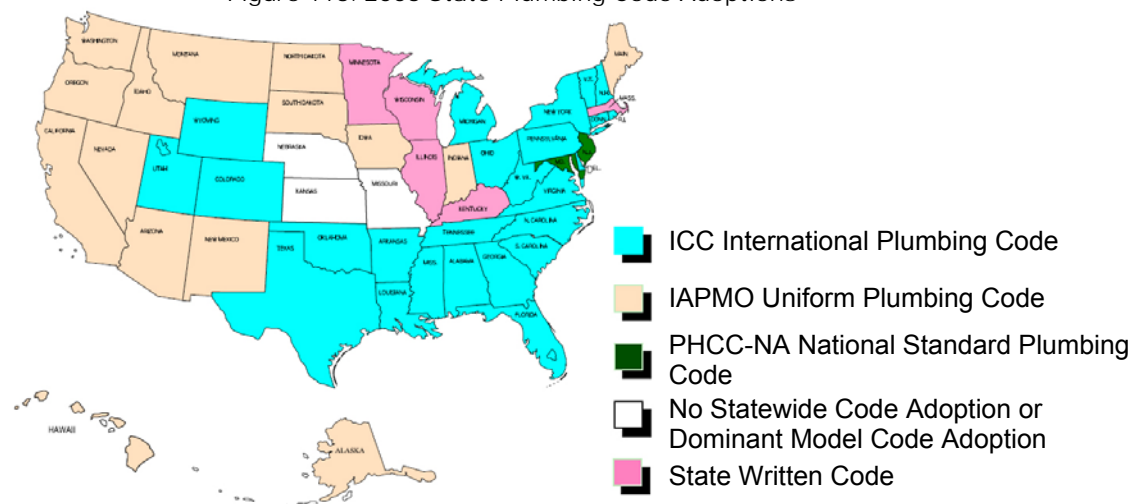 WASHINGTON
MONTANA
NORTH DAKOTA
MINNESOTA
MAIN
OREGON
IDAHO
SOUTH DAKOTA
WISCONSIN
V.T.
N.H.
MASS.
WYOMING
MICHIGAN
NEW YORK
CONN.
R.I.
CALIFORNIA
NEVADA
NEBRASKA
IOWA
PENNSYLVANIA
UTAH
COLORADO
ILLINOIS
INDIANA
OHIO
KANSAS
MISSOURI
W. VA.
VIRGINIA
KENTUCKY
ARIZONA
NEW MEXICO
TEXAS
OKLAHOMA
ARKANSAS
TENNESSEE
N. CAROLINA
S. CAROLINA
MISS.
ALABAMA
GEORGIA
LOUISIANA
FLORIDA
HAWAII
ALASKA
ICC International Plumbing Code
IAPMO Uniform Plumbing Code
PHCC-NA National Standard Plumbing
Code
No Statewide Code Adoption or
Dominant Model Code Adoption
State Written Code